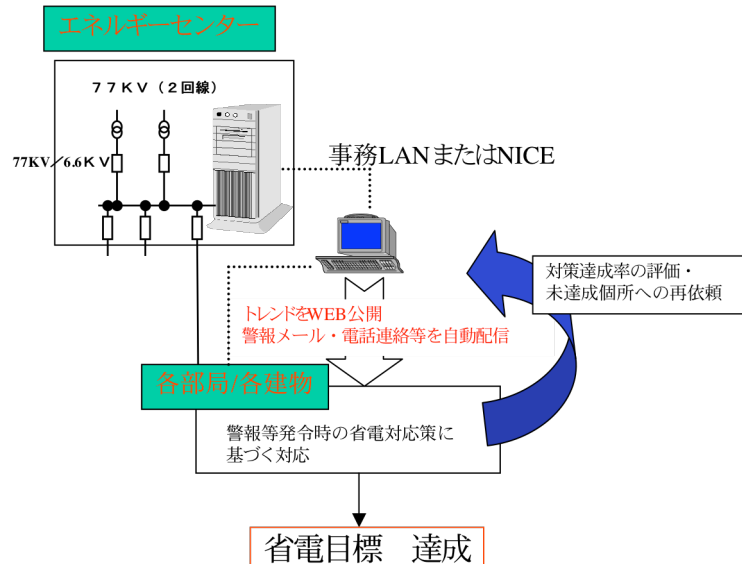 エネルギーセンター
７７ＫＶ（２回線）
77KV／6.6ＫＶ
事務LANまたはNICE
対策達成率の評価・
未達成個所への再依頼
トレンドをWEB公開
警報メール・電話連絡等を自動配信
各部局/各建物
警報等発令時の省電対応策に
基づく対応
省電目標　達成